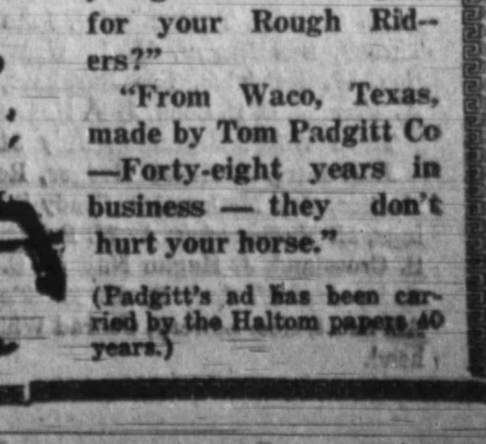 for your Rough Rid--
ers?"
"From Waco, Texas,
made by Tom Padgitt Co
—Forty-eight years in
business — they don't
hurt your horse."
(Padgitt's ad has been car-
ried by the Haltom papers 40
years.)